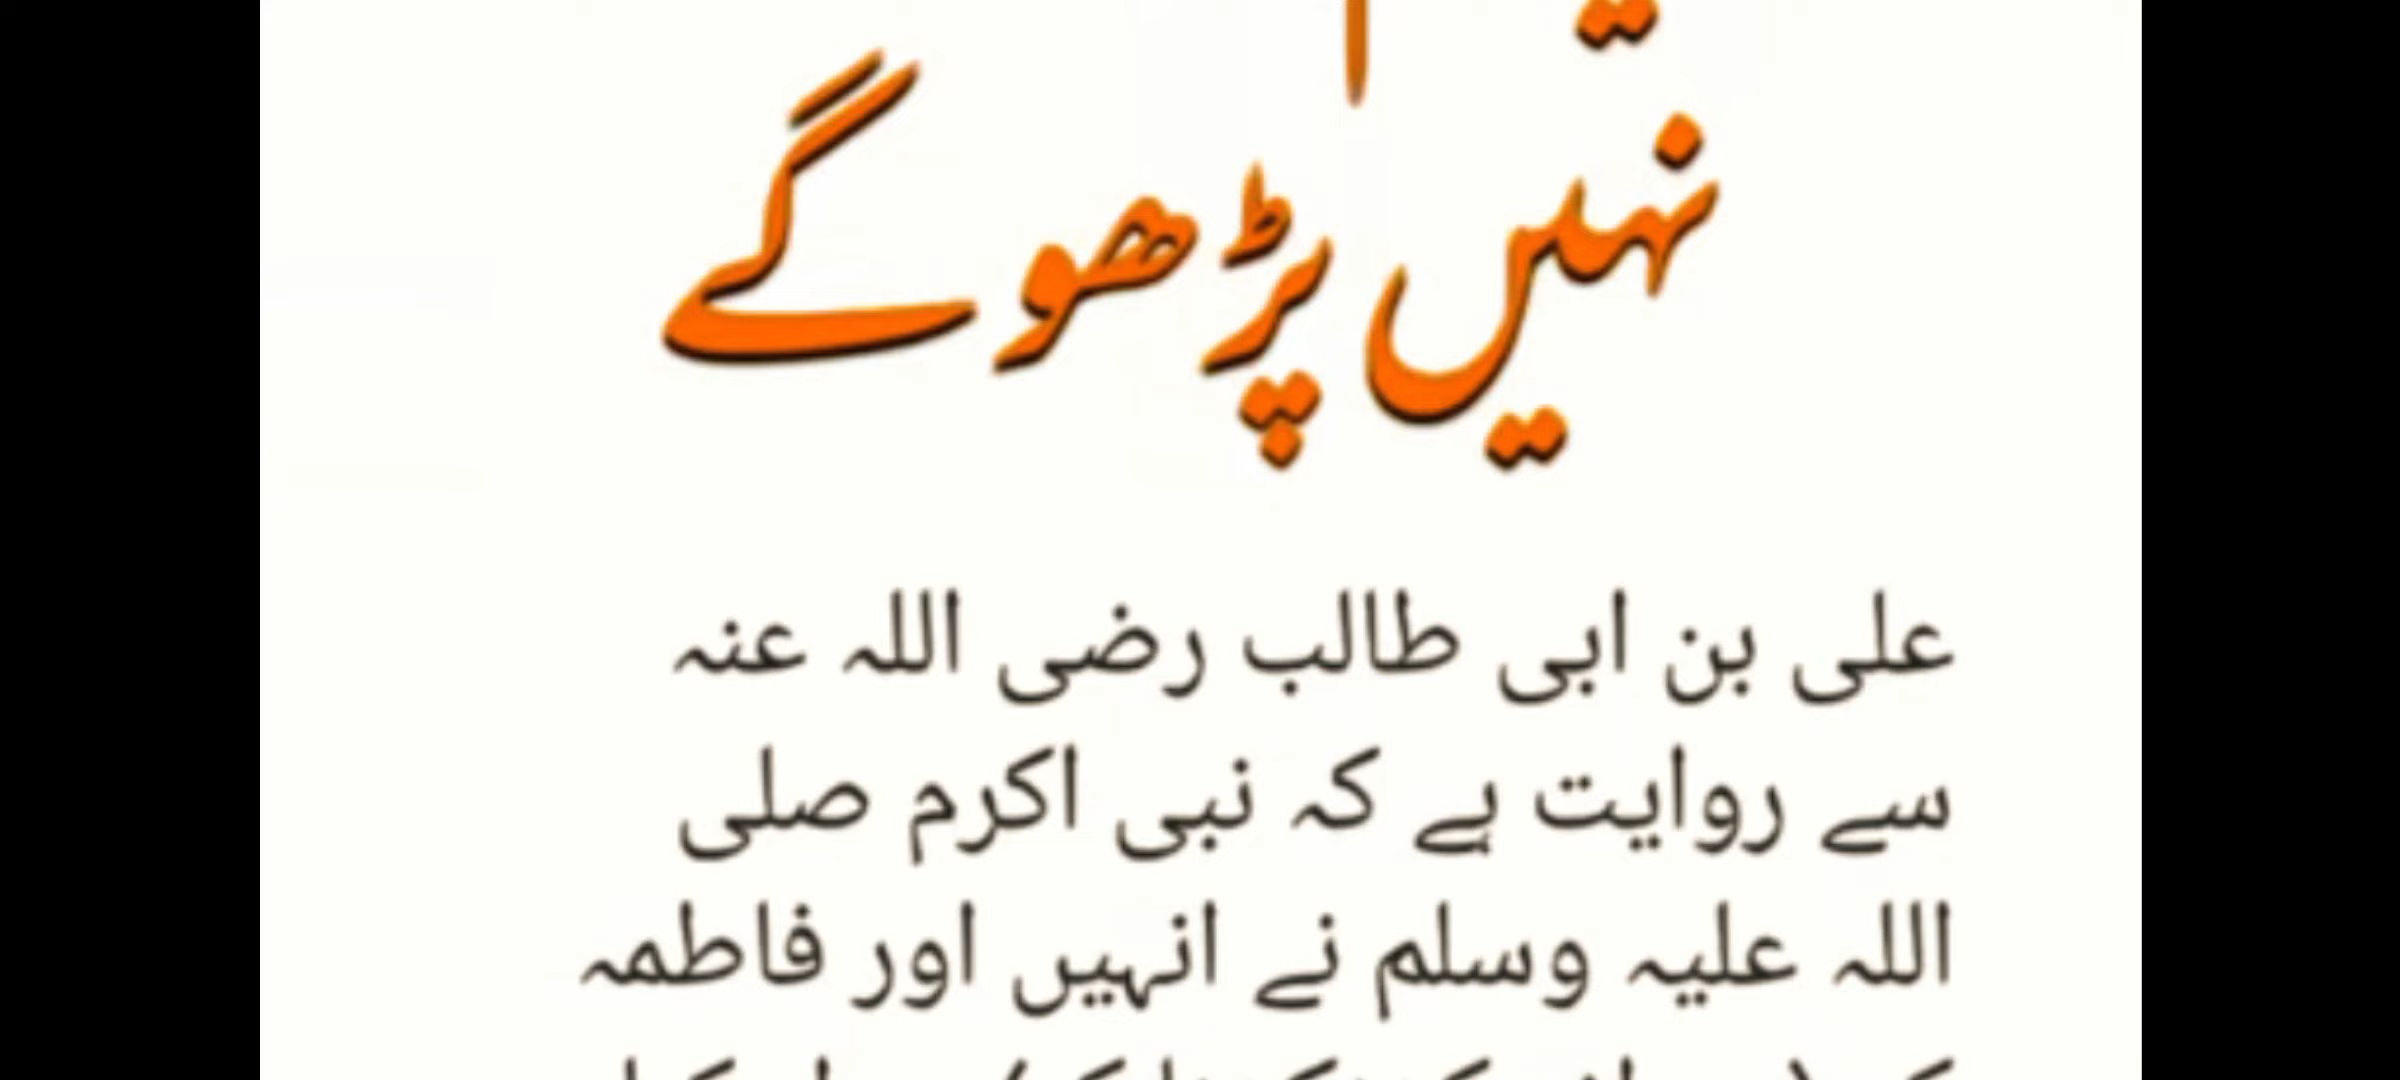 نہیں پڑھو گے
علی بن ابی طالب رضی اللہ عنہ
سے روایت ہے کہ نبی اکرم صلی
اللہ علیہ وسلم نے انہیں اور فاطمہ